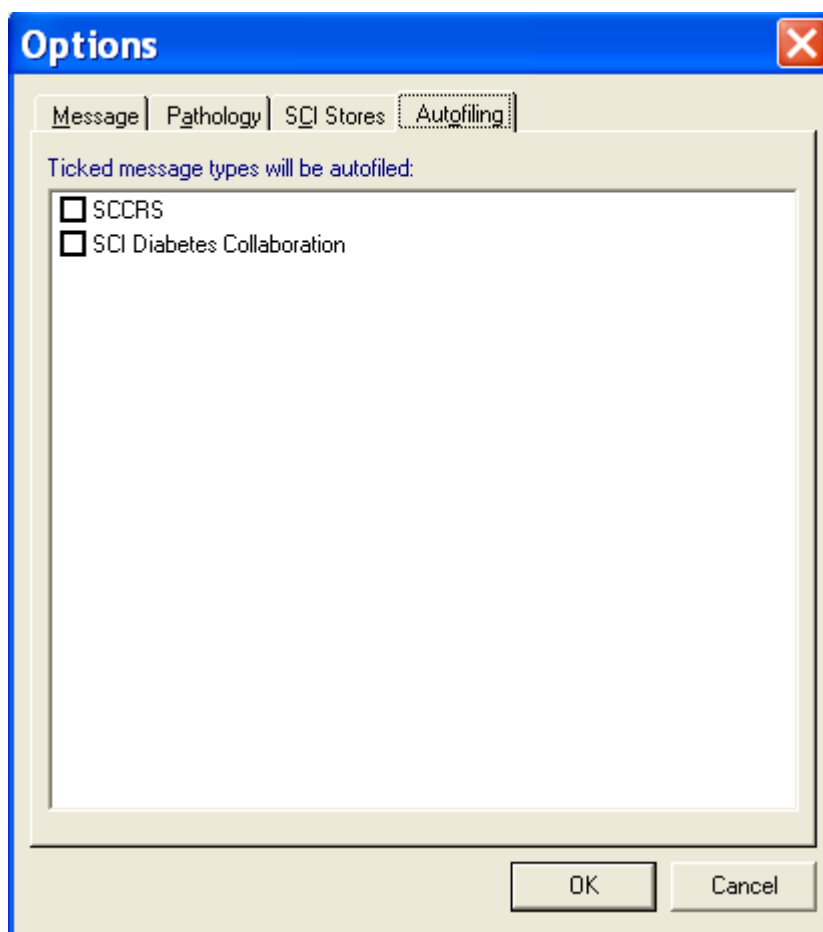 Options
Message Pathology SCI Stores Autofiling
Ticked message types will be autofiled:
SCCRS
SCI Diabetes Collaboration
OK Cancel